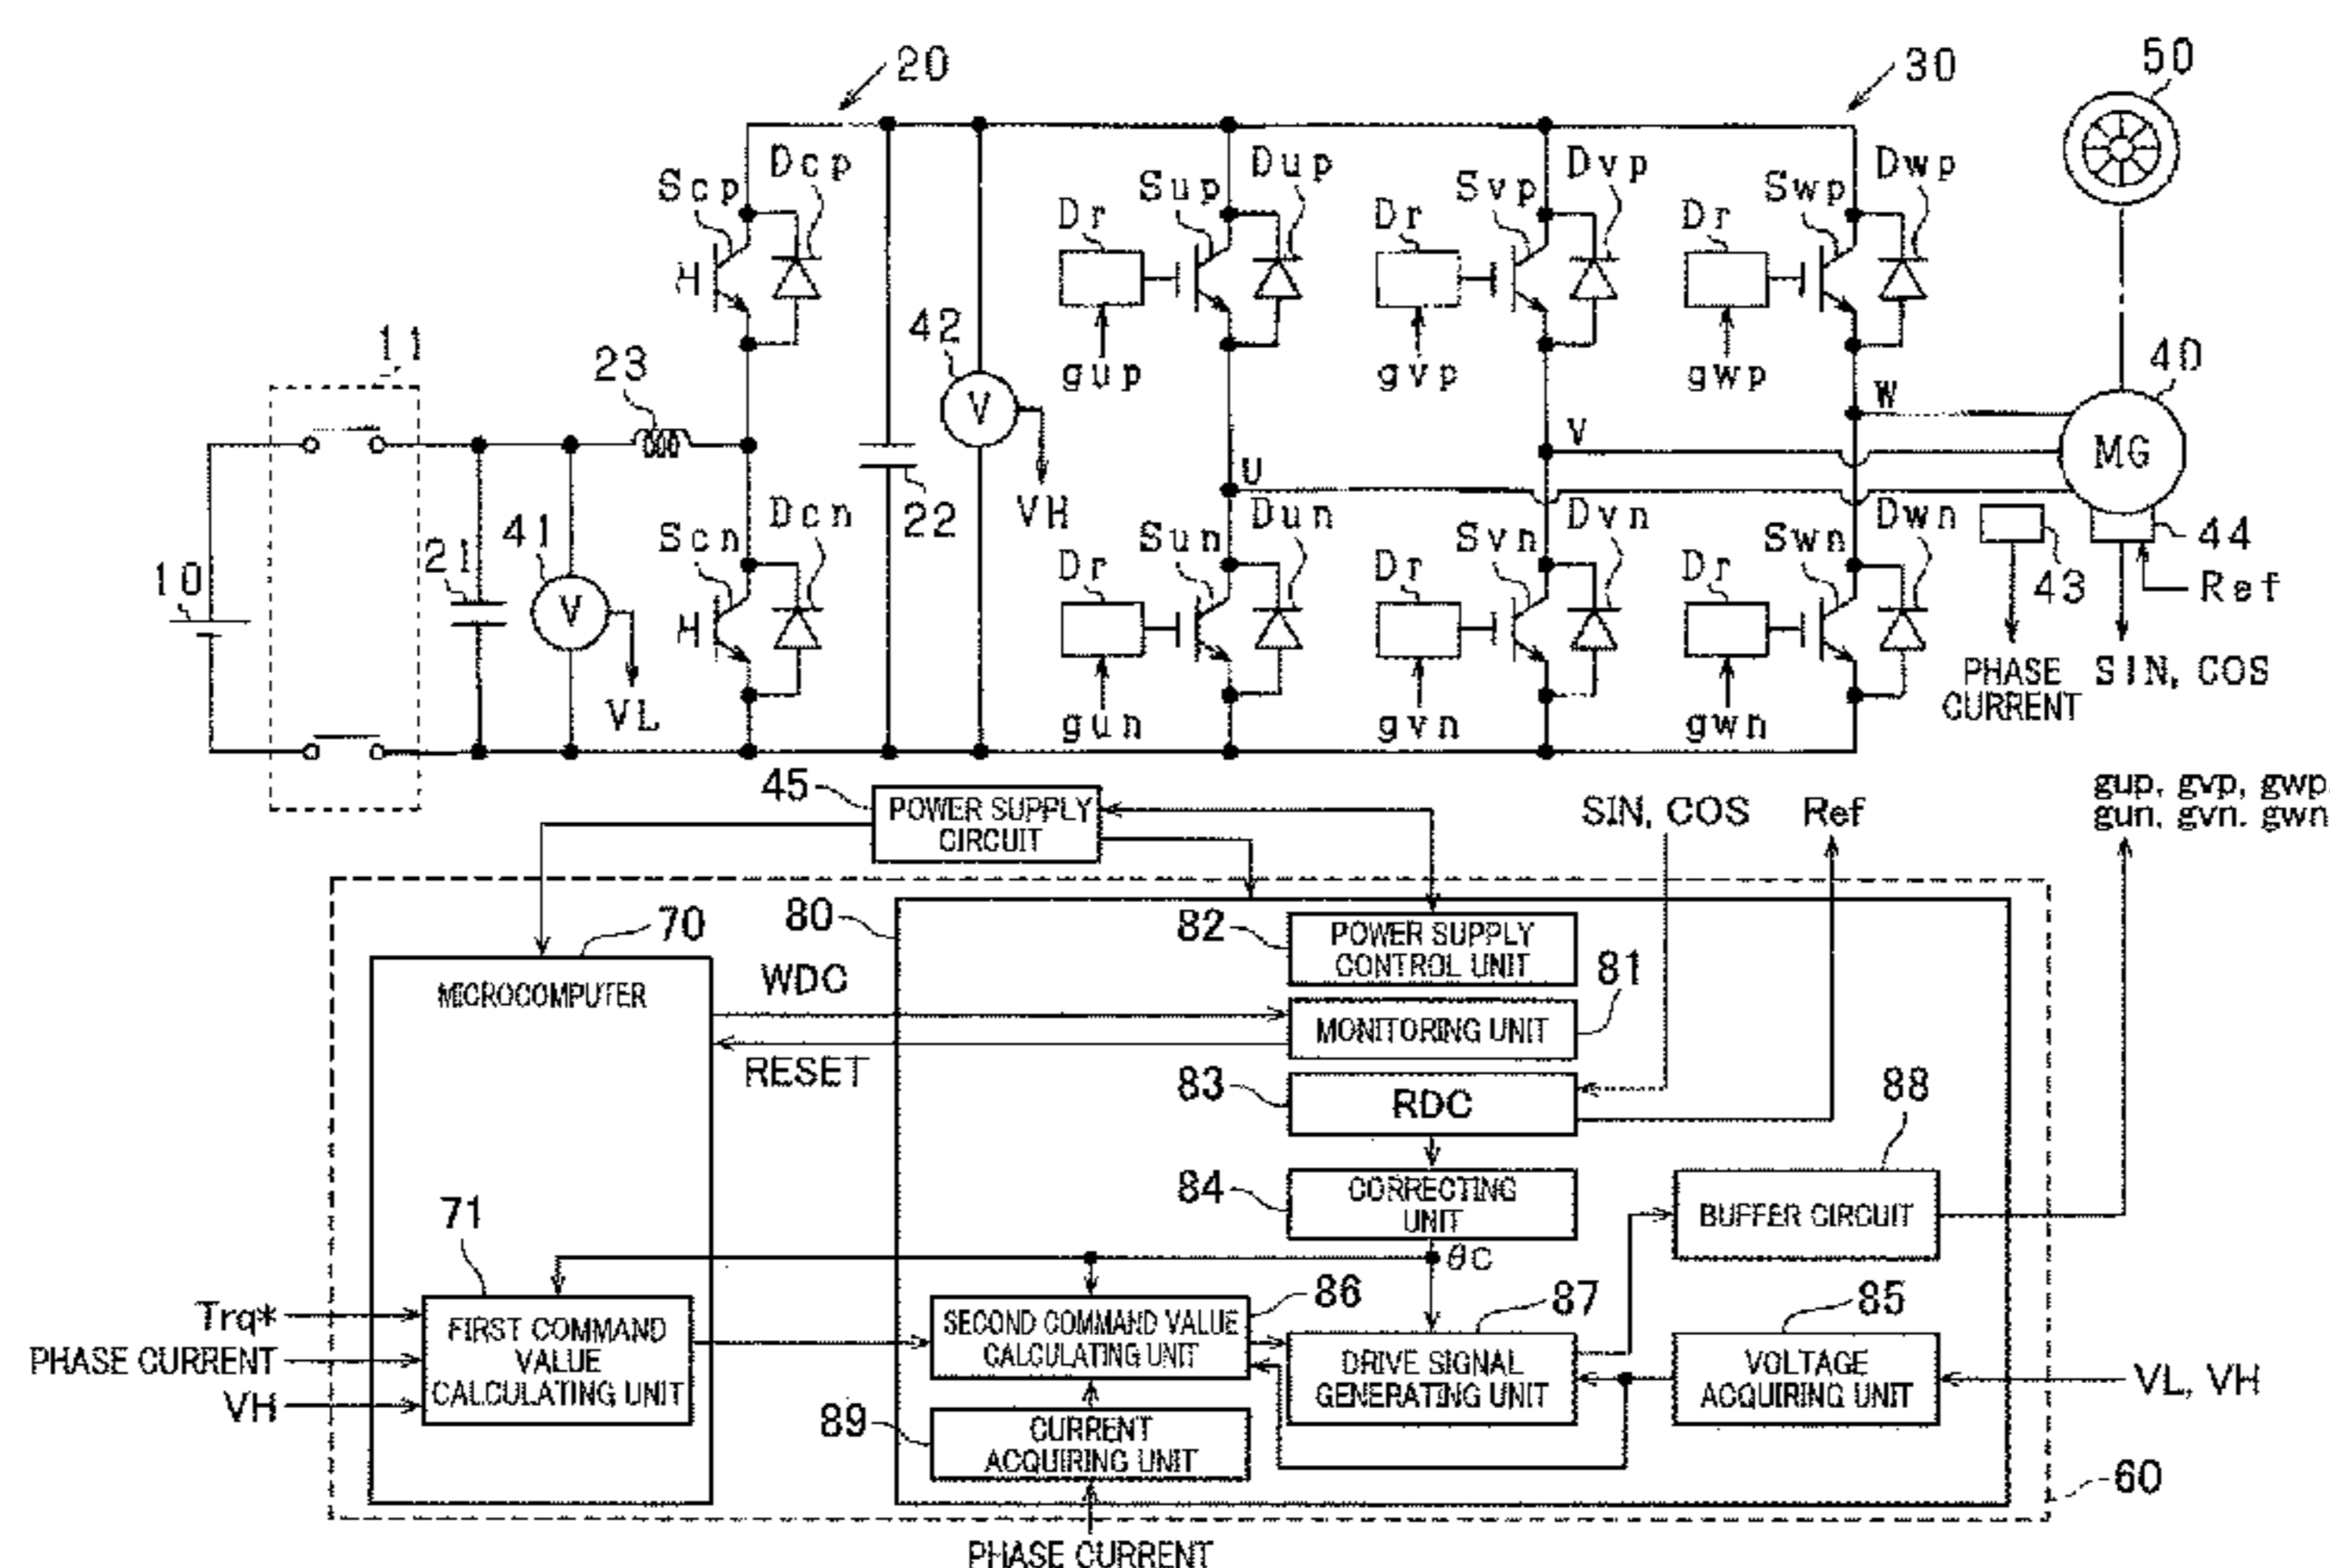 20
30
50
Scp
Dcp
Dr
Sup
Dup
Dr
Svp
Dvp
Dr
Swp
Dwp
11
23
42
V
VH
gup
gvp
gwp
40
W
V
U
MG
10
21
41
V
VL
Scn
Dcn
22
Dr
Sun
Dun
Dr
Svn
Dvn
Dr
Swn
Dwn
43
44
Ref
gun
gvn
gwn
PHASE
CURRENT
SIN, COS
45
POWER SUPPLY
CIRCUIT
SIN, COS
Ref
gup, gvp, gwp,
gun, gvn, gwn
70
80
82
POWER SUPPLY
CONTROL UNIT
MICROCOMPUTER
WDC
81
MONITORING UNIT
RESET
83
RDC
88
84
CORRECTING
UNIT
BUFFER CIRCUIT
71
θC
Trq*
PHASE CURRENT
VH
FIRST COMMAND
VALUE
CALCULATING UNIT
86
SECOND COMMAND VALUE
CALCULATING UNIT
87
DRIVE SIGNAL
GENERATING UNIT
85
VOLTAGE
ACQUIRING UNIT
VL, VH
89
CURRENT
ACQUIRING UNIT
60
PHASE CURRENT